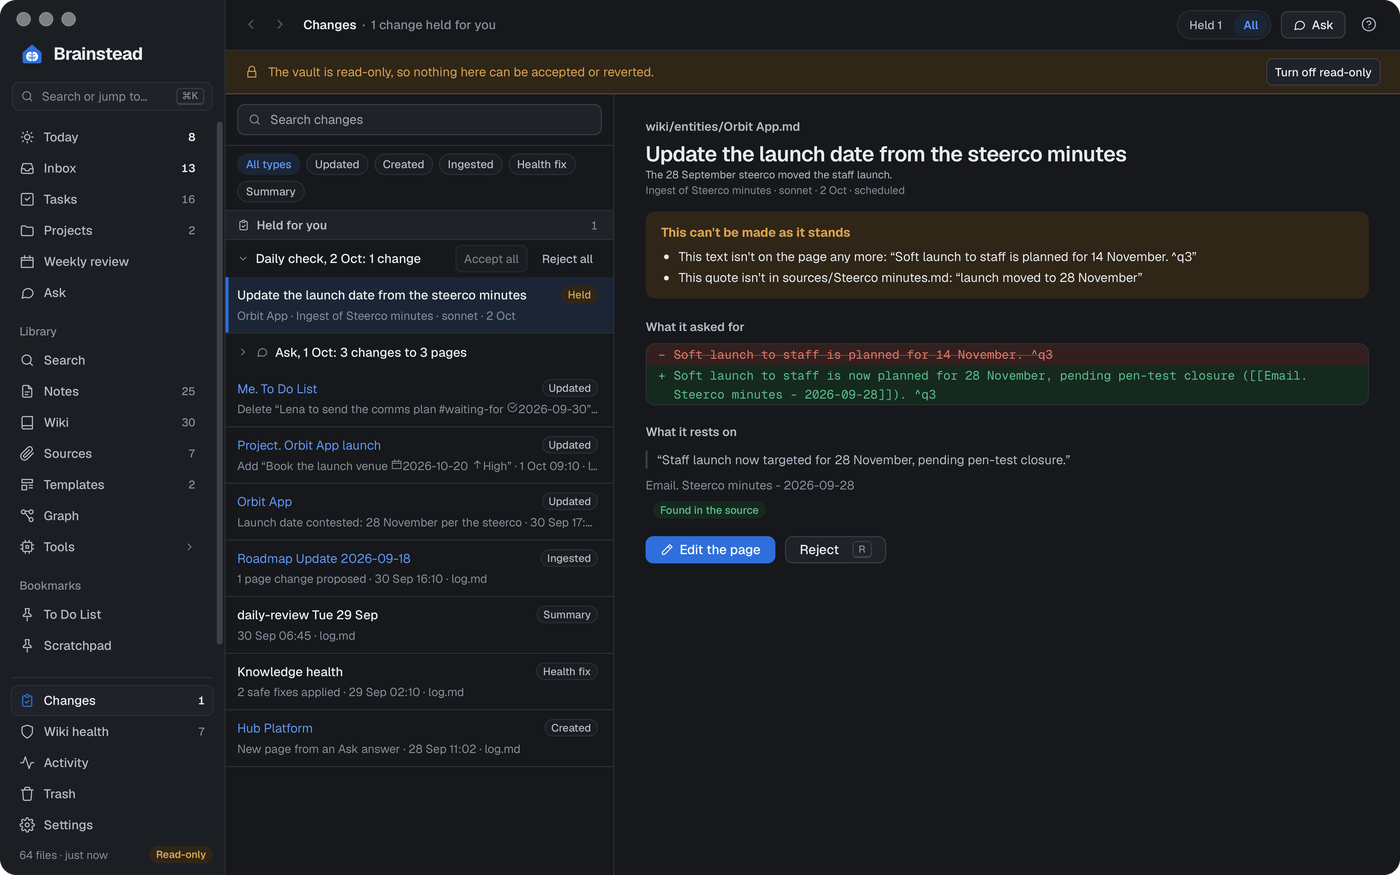 Brainstead
Search or jump to... ⌘K
Today 8
Inbox 13
Tasks 16
Projects 2
Weekly review
Ask
Library
Search
Notes 25
Wiki 30
Sources 7
Templates 2
Graph
Tools
Bookmarks
To Do List
Scratchpad
Changes 1
Wiki health 7
Activity
Trash
Settings
64 files · just now Read-only
Changes · 1 change held for you
Held 1 All Ask
The vault is read-only, so nothing here can be accepted or reverted.
Turn off read-only
Search changes
All types Updated Created Ingested Health fix
Summary
Held for you 1
Daily check, 2 Oct: 1 change Accept all Reject all
Update the launch date from the steerco minutes Held
Orbit App · Ingest of Steerco minutes · sonnet · 2 Oct
Ask, 1 Oct: 3 changes to 3 pages
Me. To Do List Updated
Delete “Lena to send the comms plan #waiting-for 2026-09-30”...
Project. Orbit App launch Updated
Add “Book the launch venue 2026-10-20 ↑High” · 1 Oct 09:10 · L...
Orbit App Updated
Launch date contested: 28 November per the steerco · 30 Sep 17:...
Roadmap Update 2026-09-18 Ingested
1 page change proposed · 30 Sep 16:10 · log.md
daily-review Tue 29 Sep Summary
30 Sep 06:45 · log.md
Knowledge health Health fix
2 safe fixes applied · 29 Sep 02:10 · log.md
Hub Platform Created
New page from an Ask answer · 28 Sep 11:02 · log.md
wiki/entities/Orbit App.md
Update the launch date from the steerco minutes
The 28 September steerco moved the staff launch.
Ingest of Steerco minutes · sonnet · 2 Oct · scheduled
This can't be made as it stands
• This text isn't on the page any more: “Soft launch to staff is planned for 14 November. ^q3”
• This quote isn't in sources/Steerco minutes.md: “launch moved to 28 November”
What it asked for
- Soft launch to staff is planned for 14 November. ^q3
+ Soft launch to staff is now planned for 28 November, pending pen-test closure ([[Email.
Steerco minutes - 2026-09-28]]). ^q3
What it rests on
“Staff launch now targeted for 28 November, pending pen-test closure.”
Email. Steerco minutes - 2026-09-28
Found in the source
Edit the page Reject R